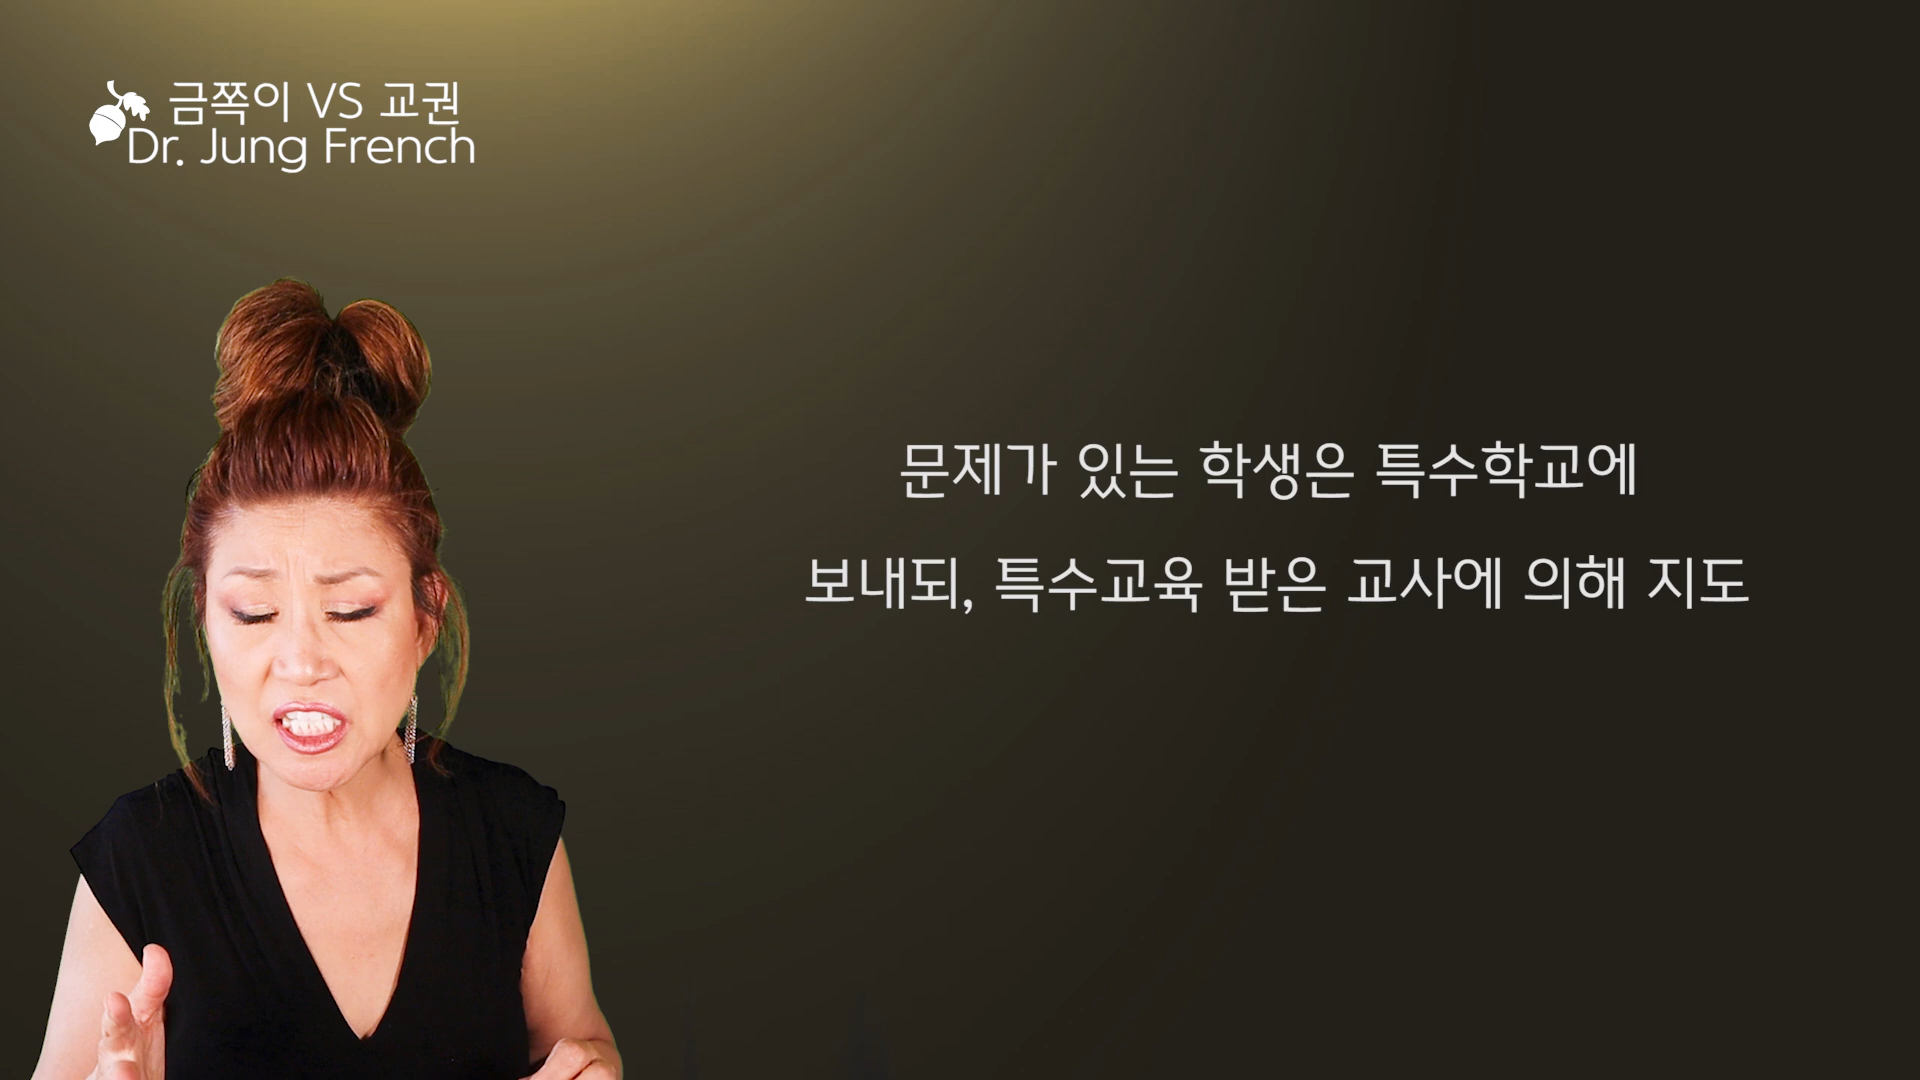 금쪽이 VS 교권
Dr. Jung French
문제가 있는 학생은 특수학교에
보내되, 특수교육 받은 교사에 의해 지도